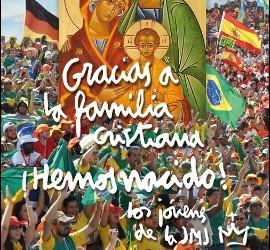 Gracias a
la familia
cristiana
¡Hemos nacido!
los jóvenes
de la JMJ